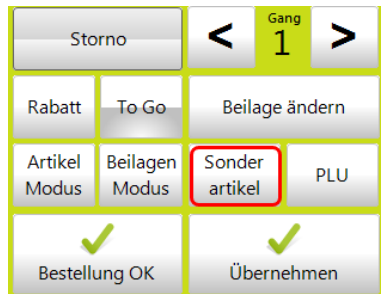 Storno
<
Gang
1
>
Rabatt
To Go
Beilage ändern
Artikel
Modus
Beilagen
Modus
Sonder
artikel
PLU
Bestellung OK
Übernehmen